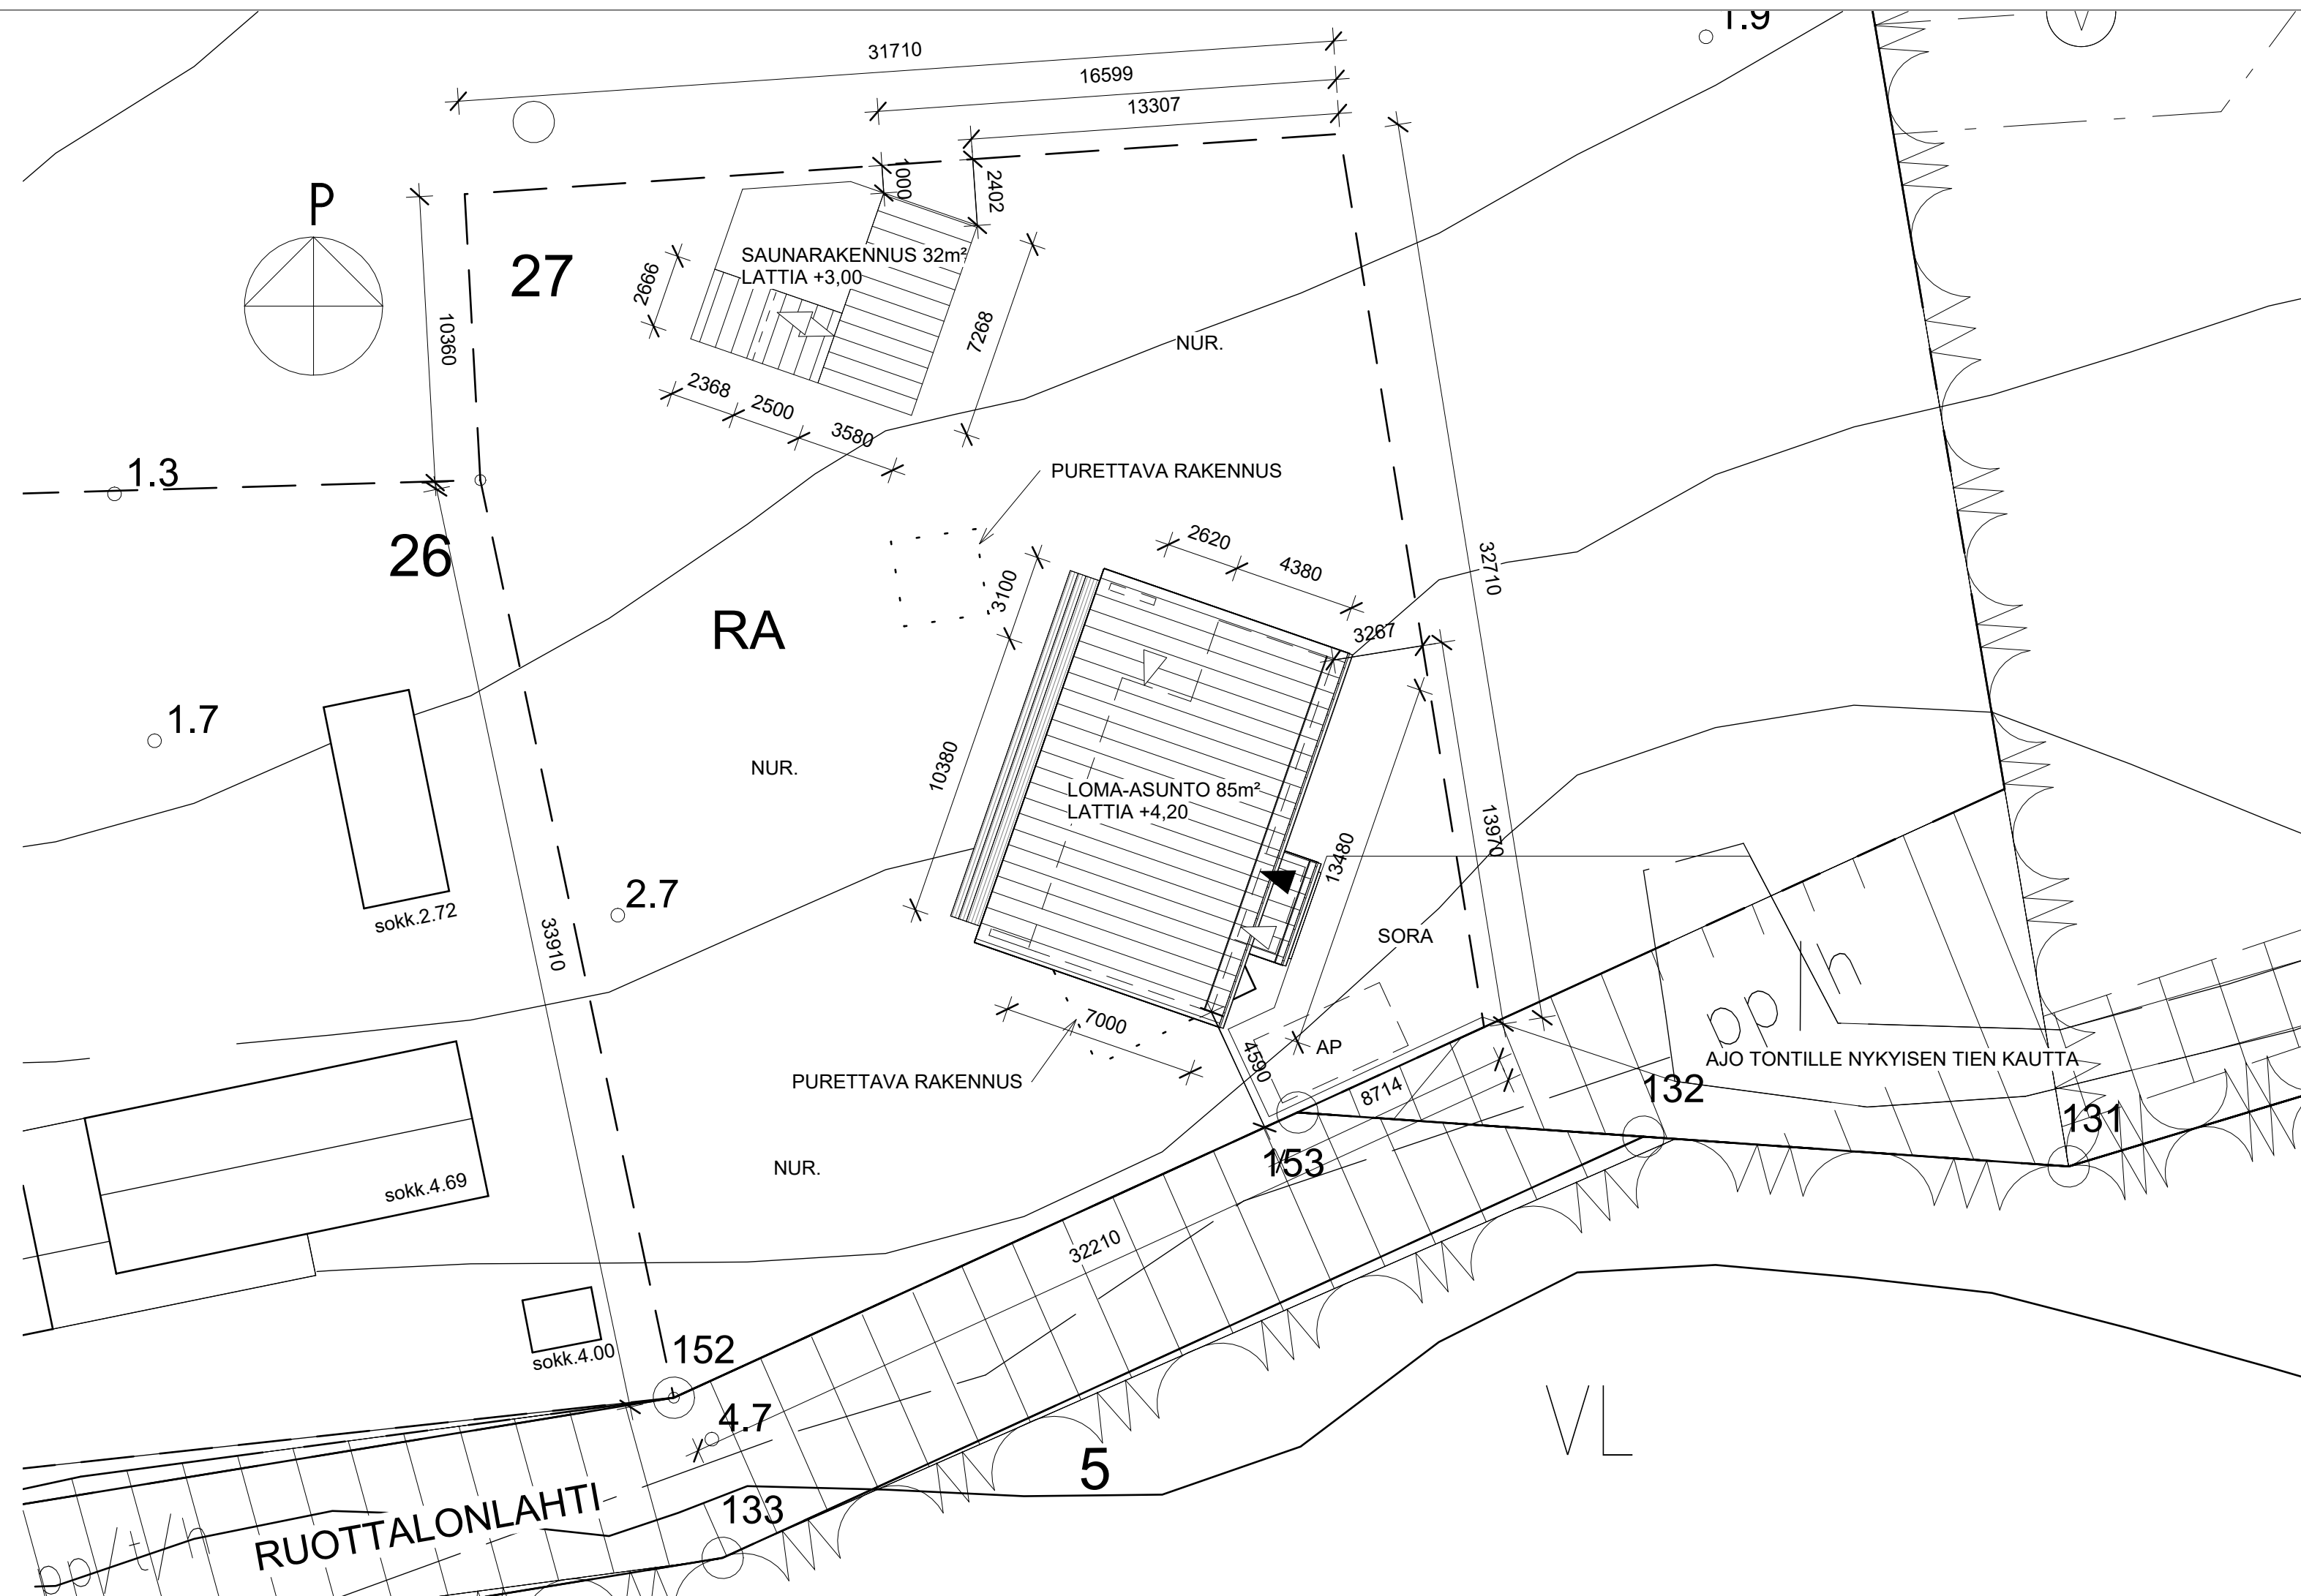 1.9
31710
16599
13307
1000
2402
P
27
SAUNARAKENNUS 32m²
LATTIA +3,00
2666
10360
7268
NUR.
2368
2500
3580
1.3
PURETTAVA RAKENNUS
26
2620
4380
32710
3100
RA
3267
1.7
NUR.
10380
LOMA-ASUNTO 85m²
LATTIA +4,20
13970
13480
2.7
sokk.2.72
33910
SORA
pp/h
7000
4590
AP
AJO TONTILLE NYKYISEN TIEN KAUTTA
PURETTAVA RAKENNUS
8714
132
131
153
NUR.
sokk.4.69
32210
152
sokk.4.00
4.7
5
VL
133
RUOTTALONLAHTI
pp/t/h